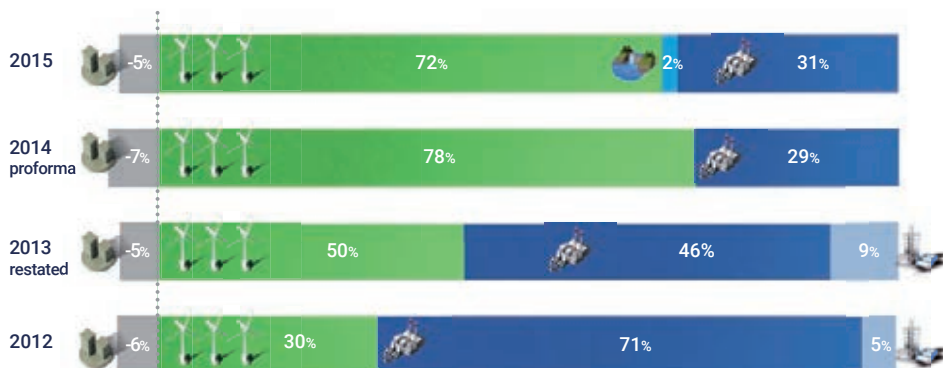 2015 -5% 72% 2% 31%
2014 -7% 78% 29%
proforma
2013 -5% 50% 46% 9%
restated
2012 -6% 30% 71% 5%